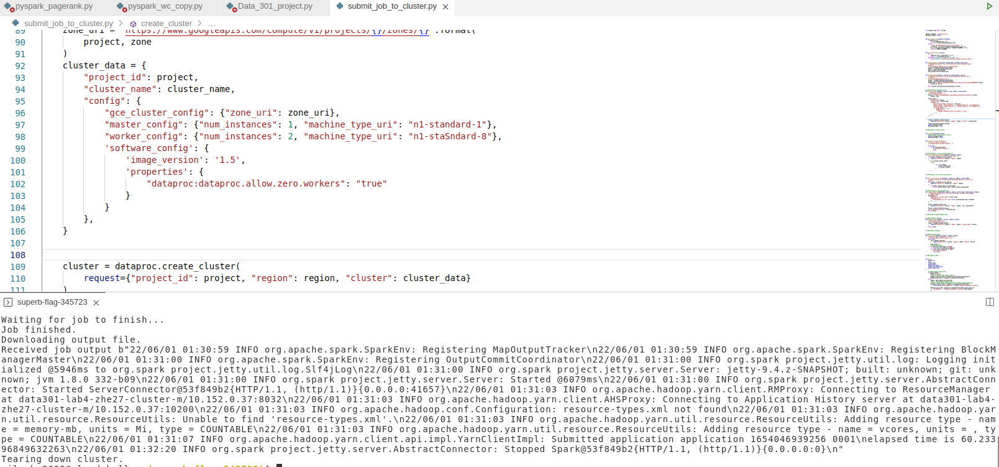 pyspark_pagerank.py pyspark_wc_copy.py Data_301_project.py submit_job_to_cluster.py
submit_job_to_cluster.py > create_cluster > ...
89 zone_uri = "https://www.googleapis.com/compute/v1/projects/{}/zones/{}".format(
90 project, zone
91 )
92 cluster_data = {
93 "project_id": project,
94 "cluster_name": cluster_name,
95 "config": {
96 "gce_cluster_config": {"zone_uri": zone_uri},
97 "master_config": {"num_instances": 1, "machine_type_uri": "n1-standard-1"},
98 "worker_config": {"num_instances": 2, "machine_type_uri": "n1-staSndard-8"},
99 'software_config': {
100 'image_version': '1.5',
101 'properties': {
102 "dataproc:dataproc.allow.zero.workers": "true"
103 }
104 }
105 },
106 }
107
108
109 cluster = dataproc.create_cluster(
110 request={"project_id": project, "region": region, "cluster": cluster_data}
111 )
superb-flag-345723
Waiting for job to finish...
Job finished.
Downloading output file.
Received job output b"22/06/01 01:30:59 INFO org.apache.spark.SparkEnv: Registering MapOutputTracker\n22/06/01 01:30:59 INFO org.apache.spark.SparkEnv: Registering BlockM
anagerMaster\n22/06/01 01:31:00 INFO org.apache.spark.SparkEnv: Registering OutputCommitCoordinator\n22/06/01 01:31:00 INFO org.spark project.jetty.util.log: Logging init
ialized @5946ms to org.spark project.jetty.util.log.Slf4jLog\n22/06/01 01:31:00 INFO org.spark project.jetty.server.Server: jetty-9.4.z-SNAPSHOT; built: unknown; git: unk
nown; jvm 1.8.0 332-b09\n22/06/01 01:31:00 INFO org.spark project.jetty.server.Server: Started @6079ms\n22/06/01 01:31:00 INFO org.spark project.jetty.server.AbstractConn
ector: Started ServerConnector@53f849b2{HTTP/1.1, (http/1.1)}{0.0.0.0:41657}\n22/06/01 01:31:03 INFO org.apache.hadoop.yarn.client.RMProxy: Connecting to ResourceManager
at data301-lab4-zhe27-cluster-m/10.152.0.37:8032\n22/06/01 01:31:03 INFO org.apache.hadoop.yarn.client.AHSProxy: Connecting to Application History server at data301-lab4-
zhe27-cluster-m/10.152.0.37:10200\n22/06/01 01:31:03 INFO org.apache.hadoop.conf.Configuration: resource-types.xml not found\n22/06/01 01:31:03 INFO org.apache.hadoop.yar
n.util.resource.ResourceUtils: Unable to find 'resource-types.xml'.\n22/06/01 01:31:03 INFO org.apache.hadoop.yarn.util.resource.ResourceUtils: Adding resource type - nam
e = memory-mb, units = Mi, type = COUNTABLE\n22/06/01 01:31:03 INFO org.apache.hadoop.yarn.util.resource.ResourceUtils: Adding resource type - name = vcores, units = , ty
pe = COUNTABLE\n22/06/01 01:31:07 INFO org.apache.hadoop.yarn.client.api.impl.YarnClientImpl: Submitted application application 1654046939256 0001\nelapsed time is 60.233
96849632263\n22/06/01 01:32:20 INFO org.spark project.jetty.server.AbstractConnector: Stopped Spark@53f849b2{HTTP/1.1, (http/1.1)}{0.0.0.0:0}\n"
Tearing down cluster.